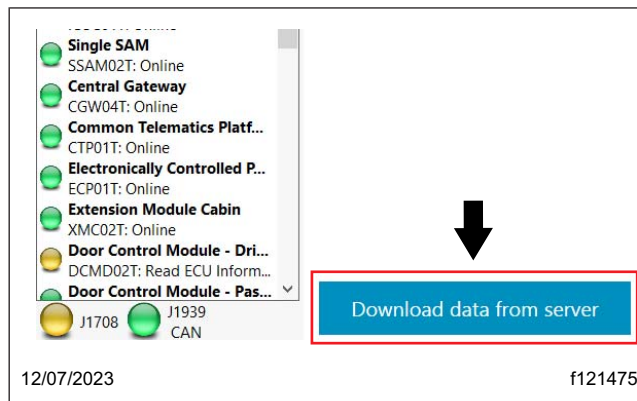 Single SAM
SSAM02T: Online
Central Gateway
CGW04T: Online
Common Telematics Platf...
CTP01T: Online
Electronically Controlled P...
ECP01T: Online
Extension Module Cabin
XMC02T: Online
Door Control Module - Dri...
DCMD02T: Read ECU Inform...
Door Control Module - Pas...
J1708
J1939
CAN
Download data from server
12/07/2023
f121475